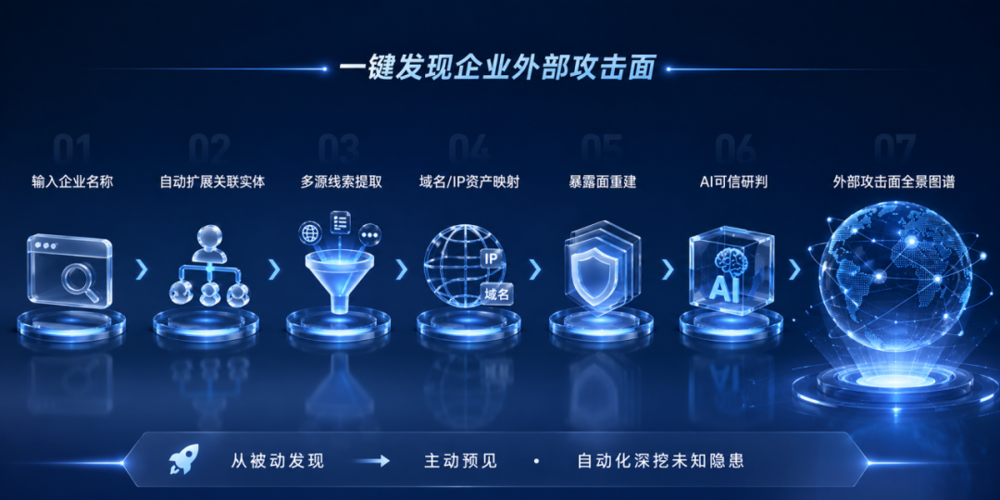 一键发现企业外部攻击面
01 02 03 04 05 06 07
输入企业名称 自动扩展关联实体 多源线索提取 域名/IP资产映射 暴露面重建 AI可信研判 外部攻击面全景图谱
IP
域名
AI
从被动发现 → 主动预见 · 自动化深挖未知隐患